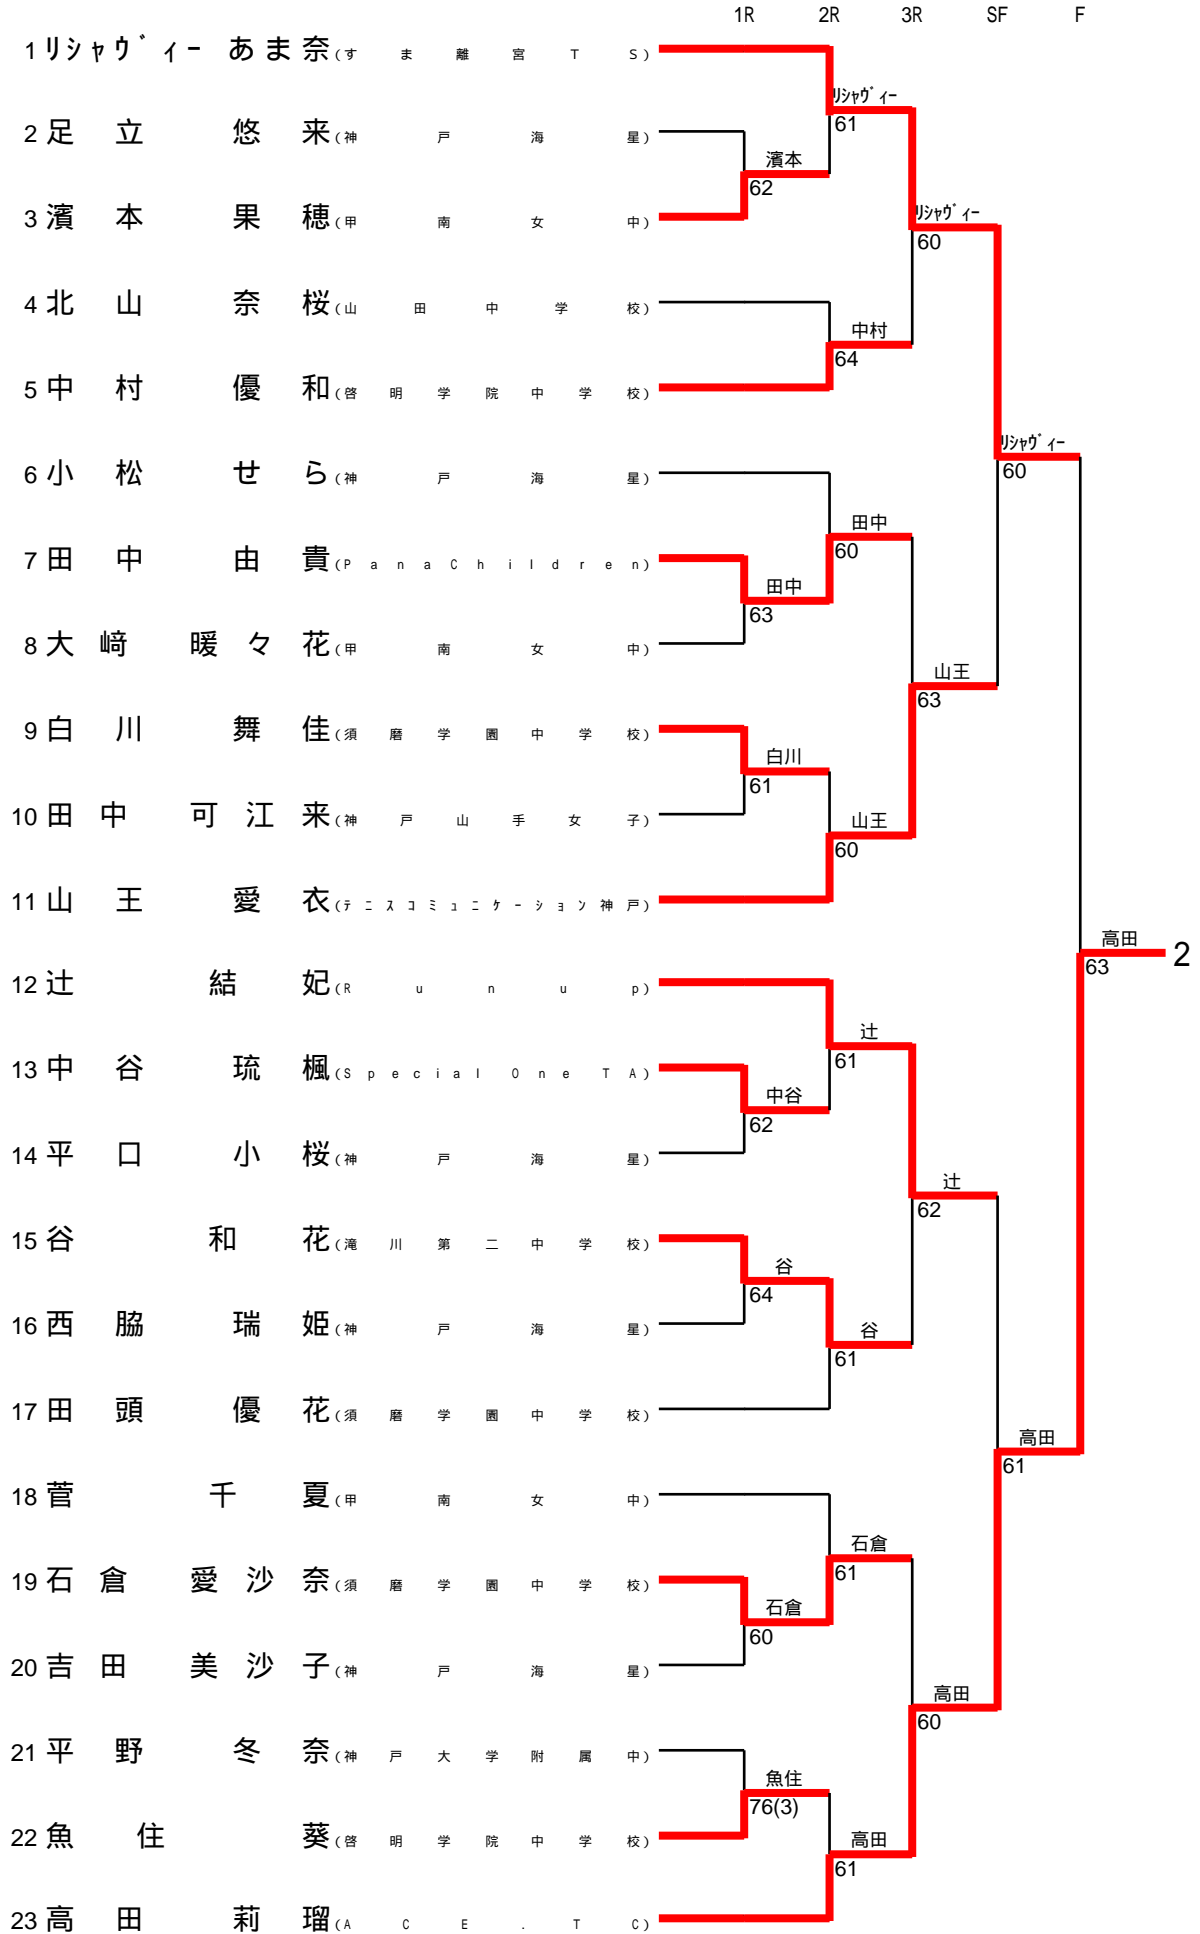 1R 2R 3R SF F
1 ﾘｼｬｳﾞｨｰ あま奈 (すま離宮TS)
ﾘｼｬｳﾞｨｰ
61
2 足立 悠来 (神戸海星)
濱本
62
3 濱本 果穂 (甲南女中)
ﾘｼｬｳﾞｨｰ
60
4 北山 奈桜 (山田中学校)
中村
64
5 中村 優和 (啓明学院中学校)
ﾘｼｬｳﾞｨｰ
60
6 小松 せら (神戸海星)
田中
60
7 田中 由貴 (PanaChildren)
田中
63
8 大﨑 暖々花 (甲南女中)
山王
63
9 白川 舞佳 (須磨学園中学校)
白川
61
10 田中 可江来 (神戸山手女子)
山王
60
11 山王 愛衣 (ﾃﾆｽｺﾐｭﾆｹｰｼｮﾝ神戸)
高田 2
63
12 辻 結妃 (Runup)
辻
61
13 中谷 琉楓 (Special One TA)
中谷
62
14 平口 小桜 (神戸海星)
辻
62
15 谷 和花 (滝川第二中学校)
谷
64
16 西脇 瑞姫 (神戸海星)
谷
61
17 田頭 優花 (須磨学園中学校)
高田
61
18 菅 千夏 (甲南女中)
石倉
61
19 石倉 愛沙奈 (須磨学園中学校)
石倉
60
20 吉田 美沙子 (神戸海星)
高田
60
21 平野 冬奈 (神戸大学附属中)
魚住
76(3)
22 魚住 葵 (啓明学院中学校)
高田
61
23 高田 莉瑠 (ACE.TC)